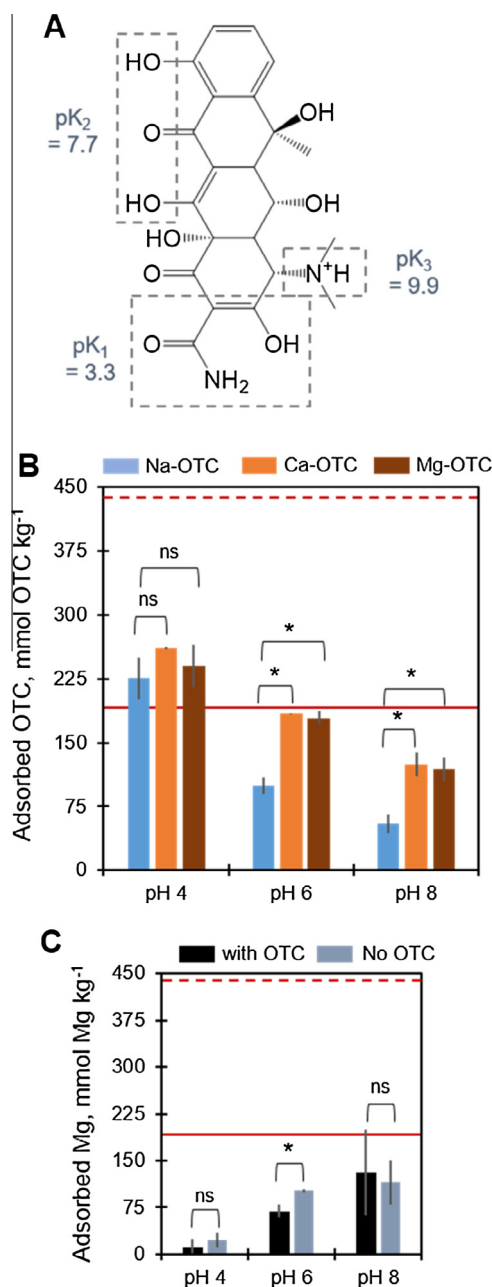 A
HO
pK₂
= 7.7
O
OH
HO
OH
HO
O
N⁺H
pK₃
= 9.9
O
OH
pK₁
= 3.3
NH₂
B
Na-OTC Ca-OTC Mg-OTC
Adsorbed OTC, mmol OTC kg⁻¹
450
375
300
225
150
75
0
ns
ns
*
*
*
*
pH 4 pH 6 pH 8
C
with OTC No OTC
Adsorbed Mg, mmol Mg kg⁻¹
450
375
300
225
150
75
0
ns
*
ns
pH 4 pH 6 pH 8